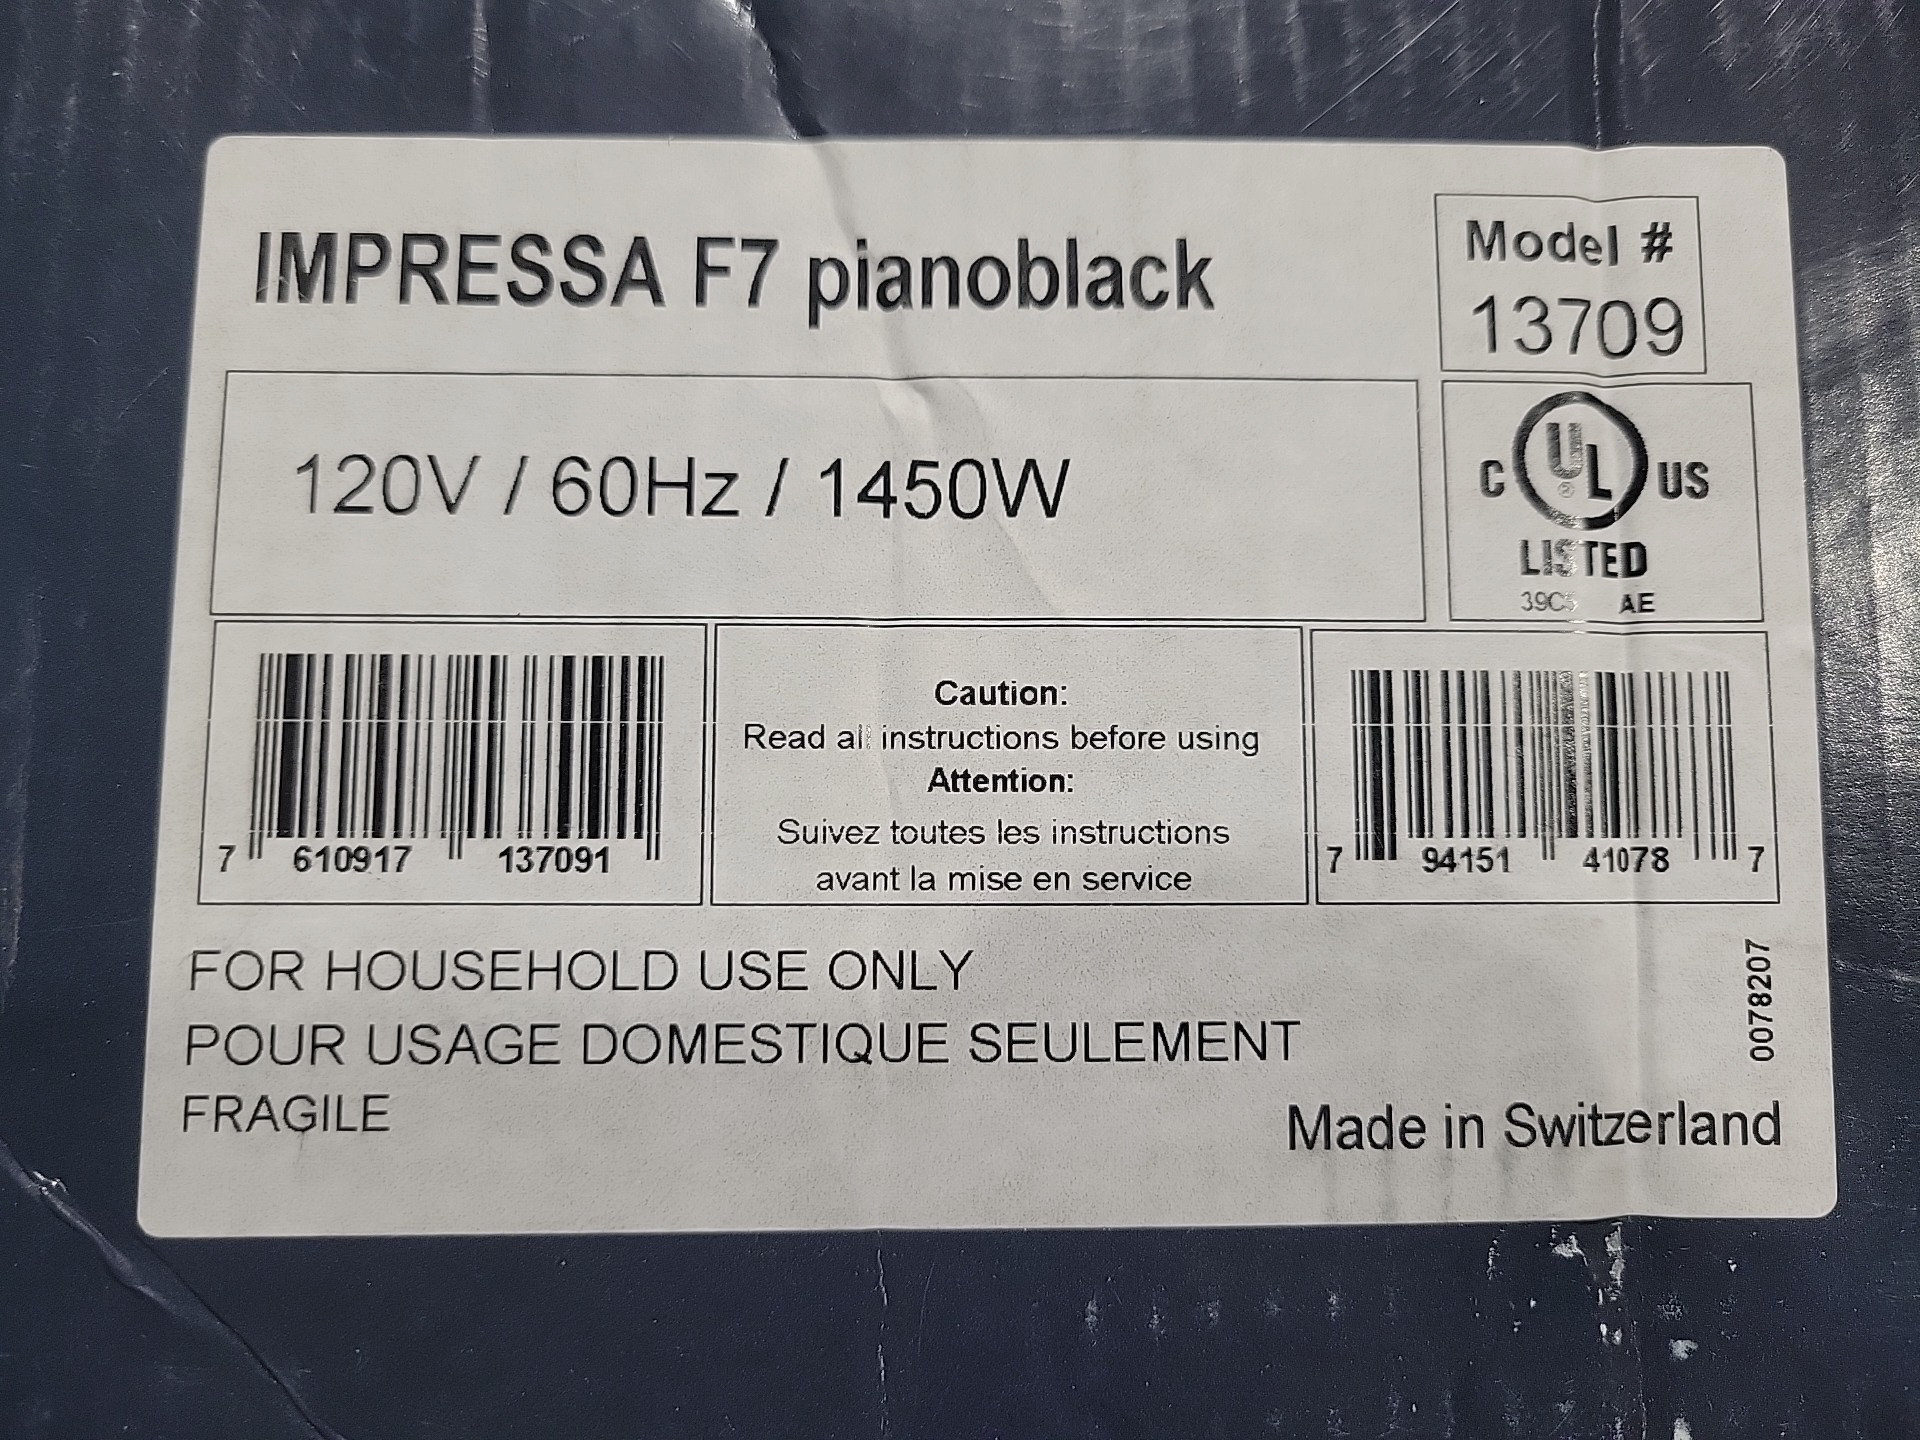 IMPRESSA F7 pianoblack
Model #
13709
120V / 60Hz / 1450W
C UL® US
LISTED
AE
7 610917 137091
Caution:
Read all instructions before using
Attention:
Suivez toutes les instructions
avant la mise en service
7 94151 41078 7
FOR HOUSEHOLD USE ONLY
POUR USAGE DOMESTIQUE SEULEMENT
FRAGILE
0078207
Made in Switzerland